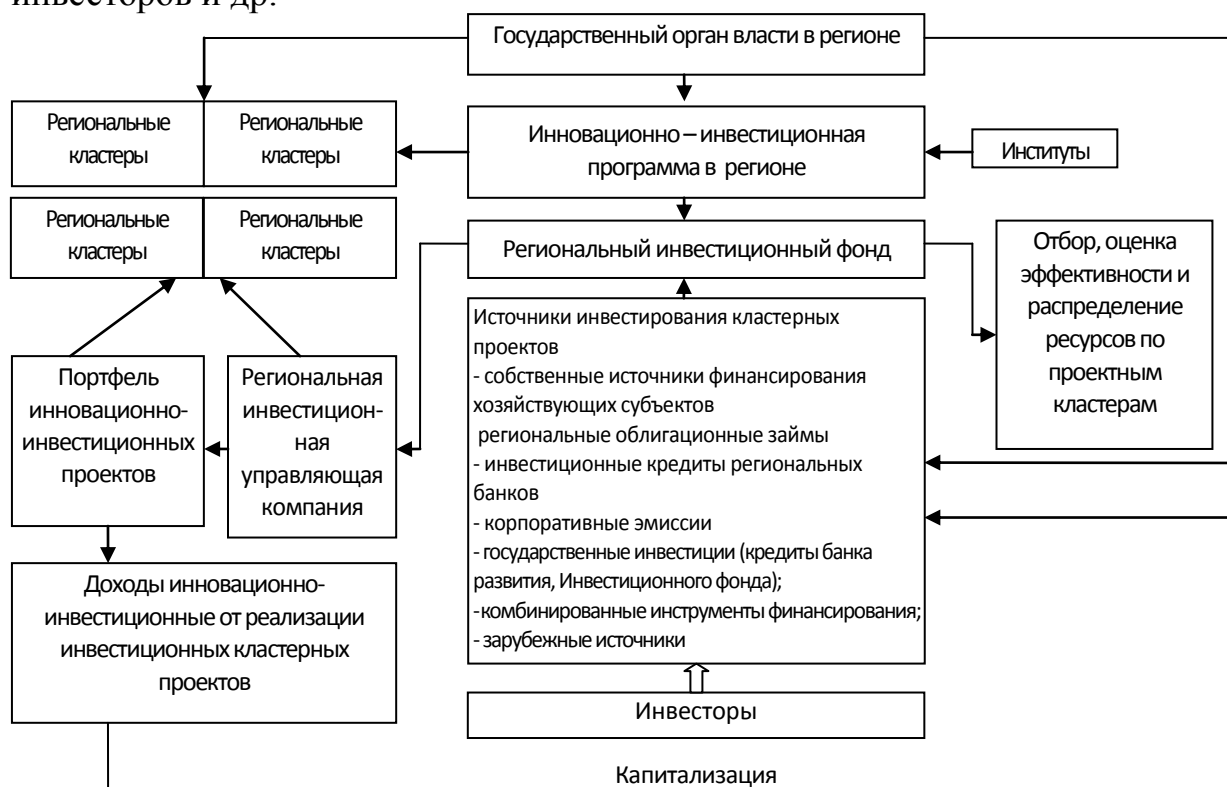 инвесторов и др.
Государственный орган власти в регионе
Региональные
кластеры
Региональные
кластеры
Инновационно – инвестиционная
программа в регионе
Институты
Региональные
кластеры
Региональные
кластеры
Региональный инвестиционный фонд
Отбор, оценка
эффективности и
распределение
ресурсов по
проектным
кластерам
Источники инвестирования кластерных
проектов
- собственные источники финансирования
хозяйствующих субъектов
региональные облигационные займы
- инвестиционные кредиты региональных
банков
- корпоративные эмиссии
- государственные инвестиции (кредиты банка
развития, Инвестиционного фонда);
-комбинированные инструменты финансирования;
- зарубежные источники
Портфель
инновационно-
инвестиционных
проектов
Региональная
инвестицион-
ная
управляющая
компания
Доходы инновационно-
инвестиционные от реализации
инвестиционных кластерных
проектов
Инвесторы
Капитализация